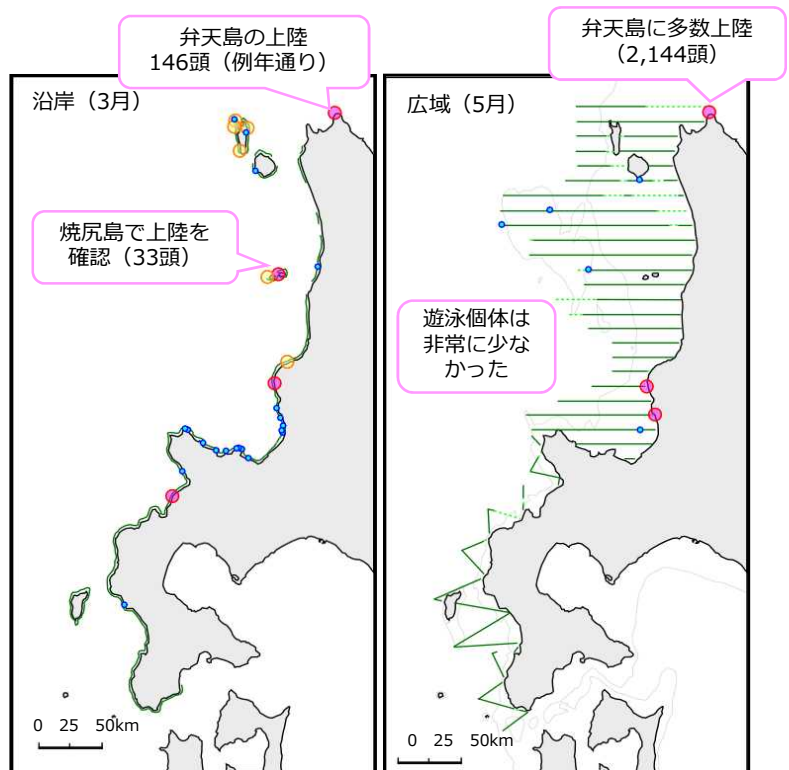 弁天島の上陸
146頭（例年通り）
沿岸（3月）
焼尻島で上陸を
確認（33頭）
0 25 50km
弁天島に多数上陸
（2,144頭）
広域（5月）
遊泳個体は
非常に少な
かった
0 25 50km